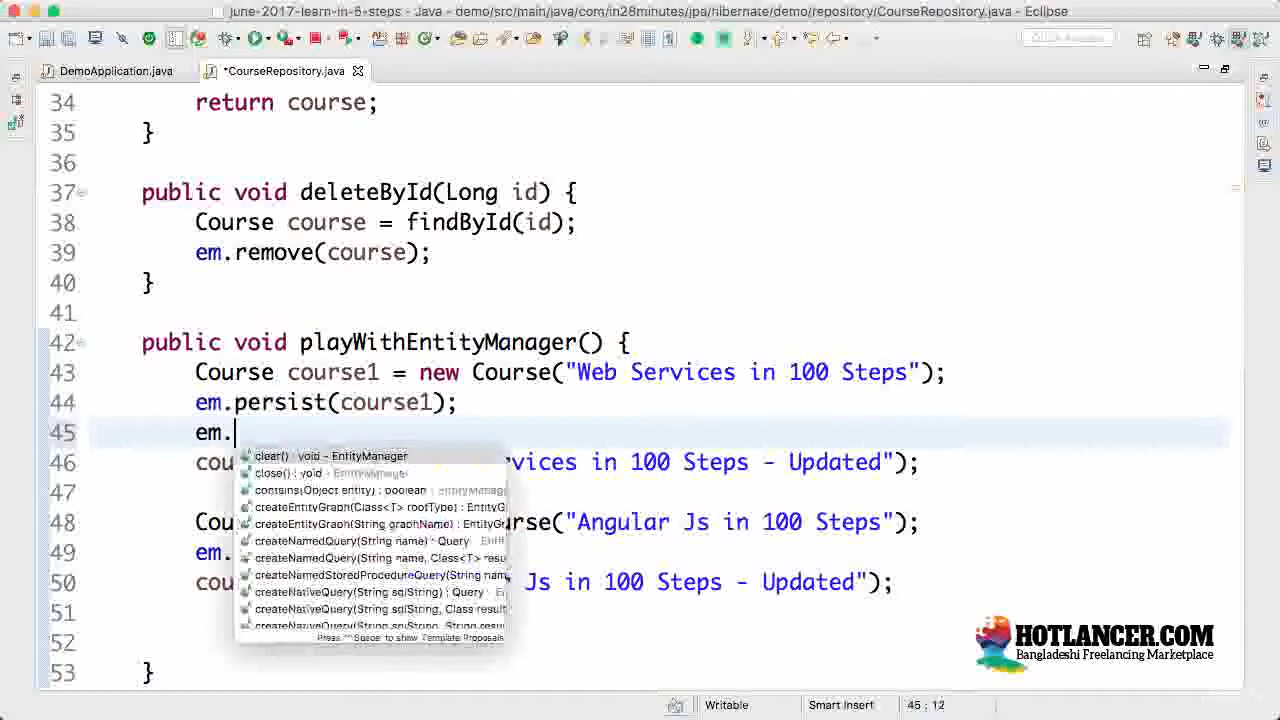 june-2017-learn-in-5-steps - Java - demo/src/main/java/com/in28minutes/jpa/hibernate/demo/repository/CourseRepository.java - Eclipse
Quick Access
DemoApplication.java
*CourseRepository.java
34 return course;
35 }
36
37 public void deleteById(Long id) {
38 Course course = findById(id);
39 em.remove(course);
40 }
41
42 public void playWithEntityManager() {
43 Course course1 = new Course("Web Services in 100 Steps");
44 em.persist(course1);
45 em.
46 cou rvices in 100 Steps - Updated");
47
48 Cou urse("Angular Js in 100 Steps");
49 em.
50 cou Js in 100 Steps - Updated");
51
52
53 }
clear() : void - EntityManager
close() : void - EntityManager
contains(Object entity) : boolean - EntityManag
createEntityGraph(Class<T> rootType) : EntityG
createEntityGraph(String graphName) : EntityG
createNamedQuery(String name) : Query - Entit
createNamedQuery(String name, Class<T> resu
createNamedStoredProcedureQuery(String nam
createNativeQuery(String sqlString) : Query - E
createNativeQuery(String sqlString, Class result
createNativeQuery(String sqlString, String resu
Press '^Space' to show Template Proposals
HOTLANCER.COM
Bangladeshi Freelancing Marketplace
Writable
Smart Insert
45 : 12